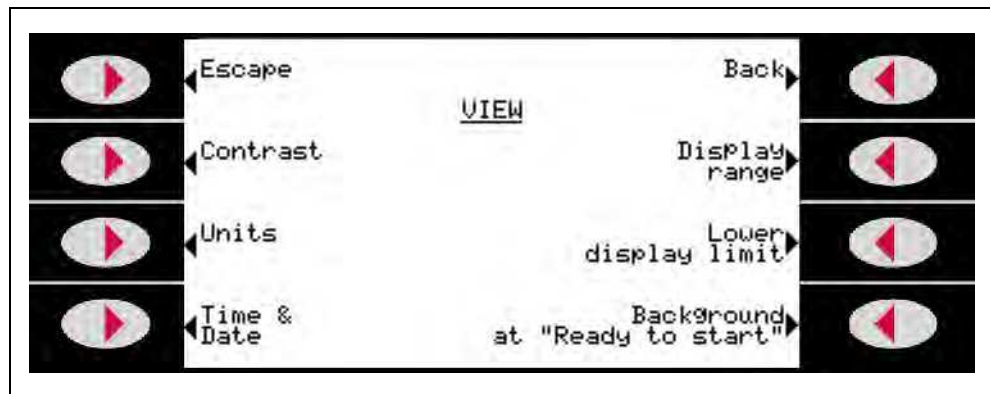 Escape
Back
VIEW
Contrast
Display
range
Units
Lower
display limit
Time &
Date
Background
at "Ready to start"